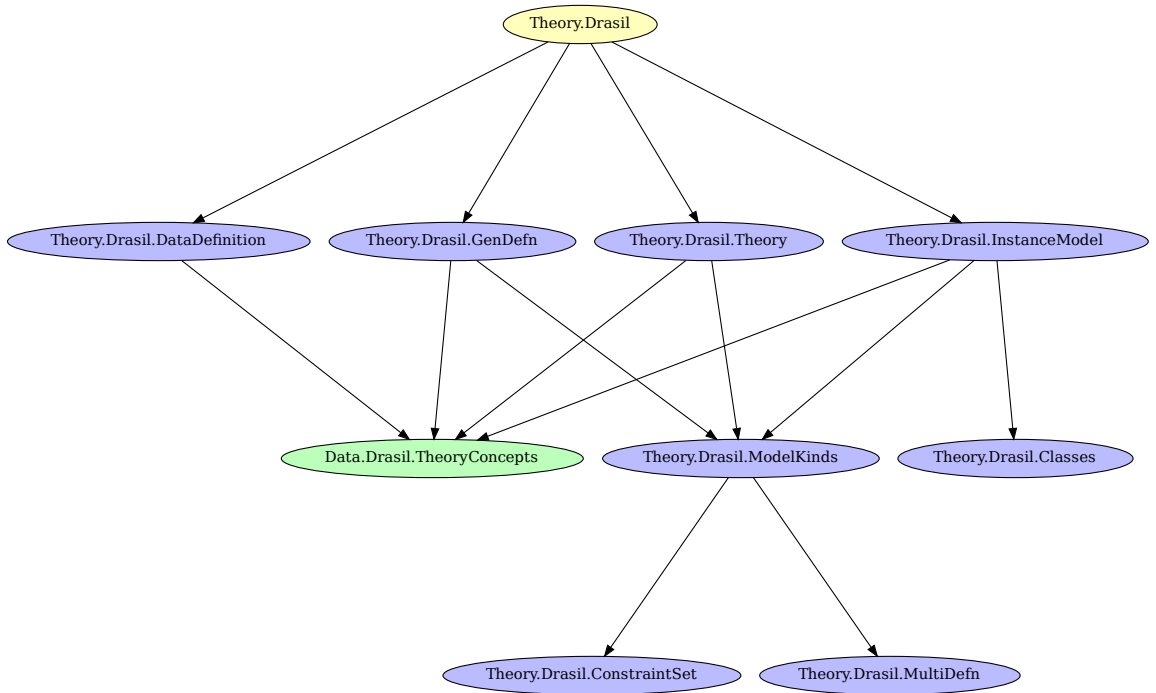 Theory.Drasil
Theory.Drasil.DataDefinition
Theory.Drasil.GenDefn
Theory.Drasil.Theory
Theory.Drasil.InstanceModel
Data.Drasil.TheoryConcepts
Theory.Drasil.ModelKinds
Theory.Drasil.Classes
Theory.Drasil.ConstraintSet
Theory.Drasil.MultiDefn